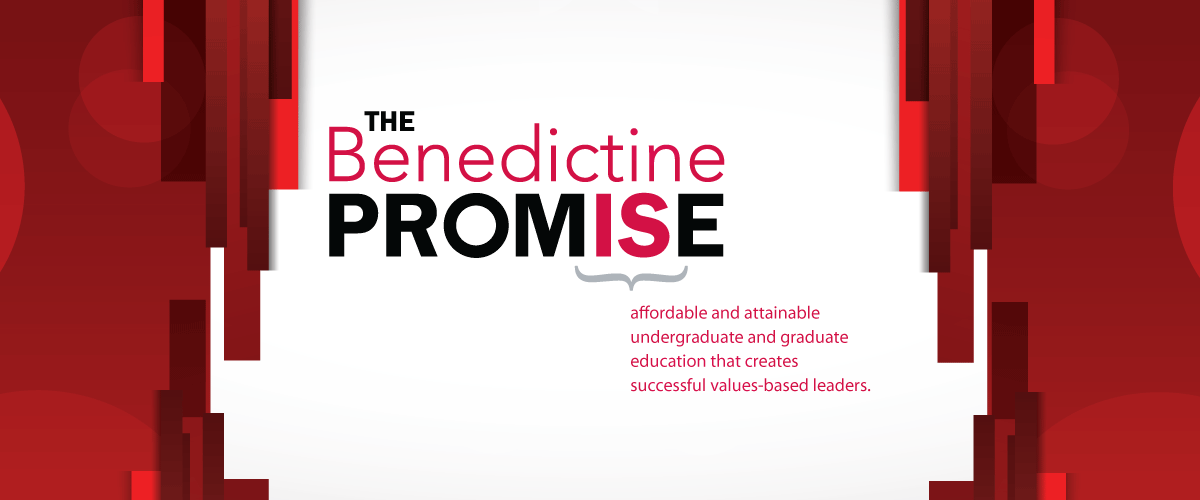 THE
Benedictine
PROMISE
affordable and attainable
undergraduate and graduate
education that creates
successful values-based leaders.